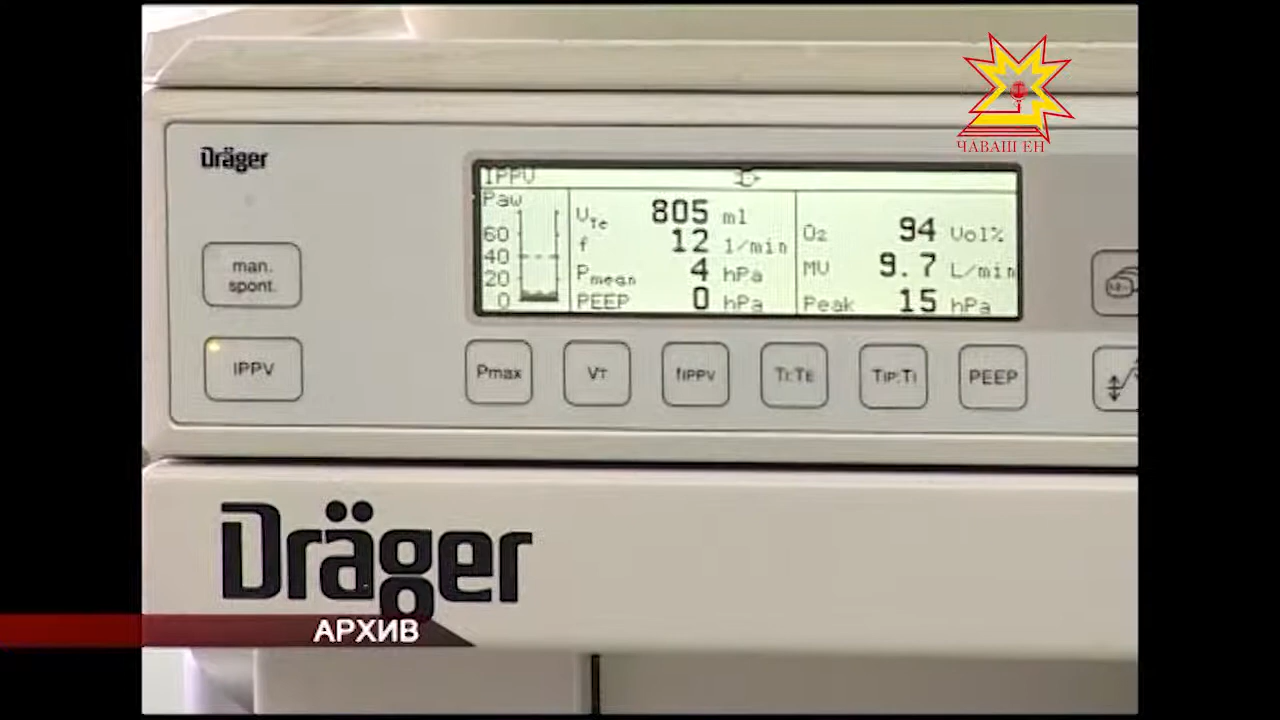 ЧӐВАШ ЕН
Dräger
IPPV
Paw
60
40
20
0
VTe 805 ml
f 12 1/min
Pmean 4 hPa
PEEP 0 hPa
O2 94 Vol%
MV 9.7 L/min
Peak 15 hPa
man.
spont.
IPPV
Pmax
VT
fIPPV
TI:TE
TIP:TI
PEEP
Dräger
АРХИВ